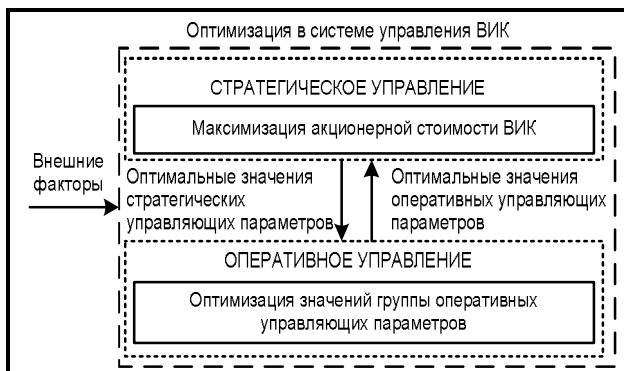 Оптимизация в системе управления ВИК
СТРАТЕГИЧЕСКОЕ УПРАВЛЕНИЕ
Максимизация акционерной стоимости ВИК
Внешние
факторы
Оптимальные значения
стратегических
управляющих параметров
Оптимальные значения
оперативных управляющих
параметров
ОПЕРАТИВНОЕ УПРАВЛЕНИЕ
Оптимизация значений группы оперативных
управляющих параметров